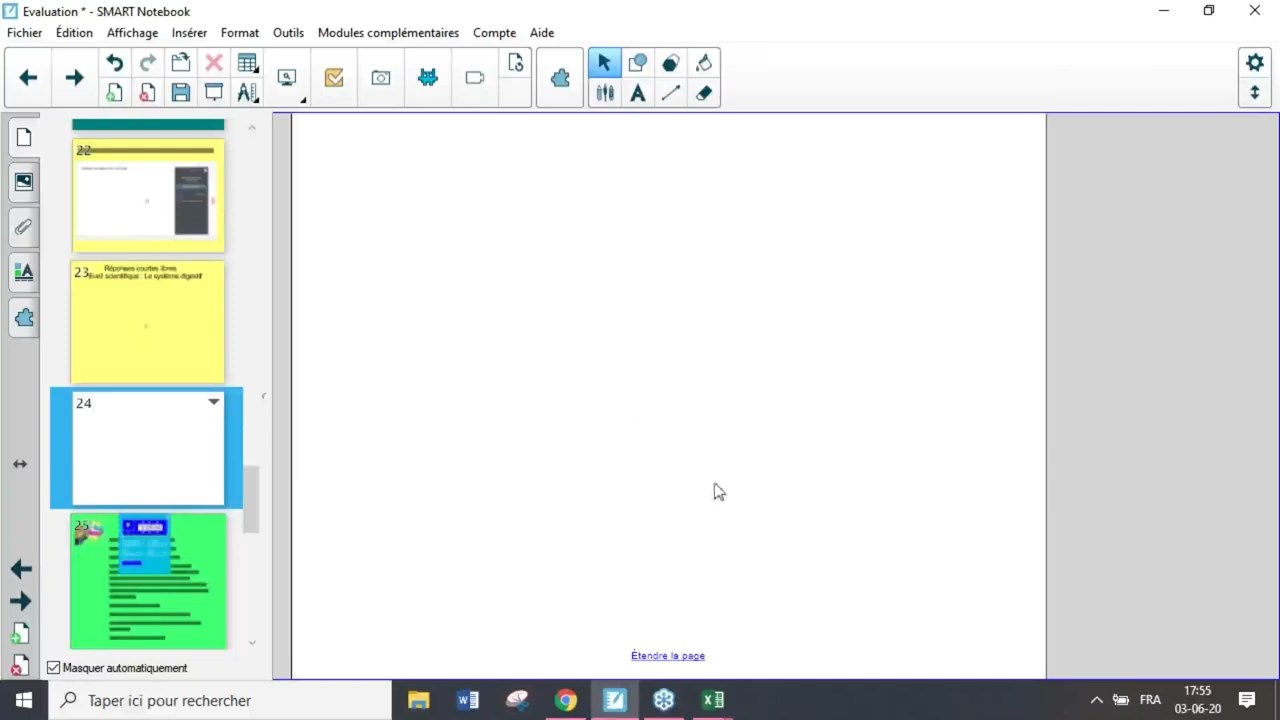 Evaluation * - SMART Notebook
Fichier Édition Affichage Insérer Format Outils Modules complémentaires Compte Aide
22
23
Réponses courtes libres
Eveil scientifique : Le système digestif
24
25
Étendre la page
Masquer automatiquement
Taper ici pour rechercher
FRA
17:55
03-06-20